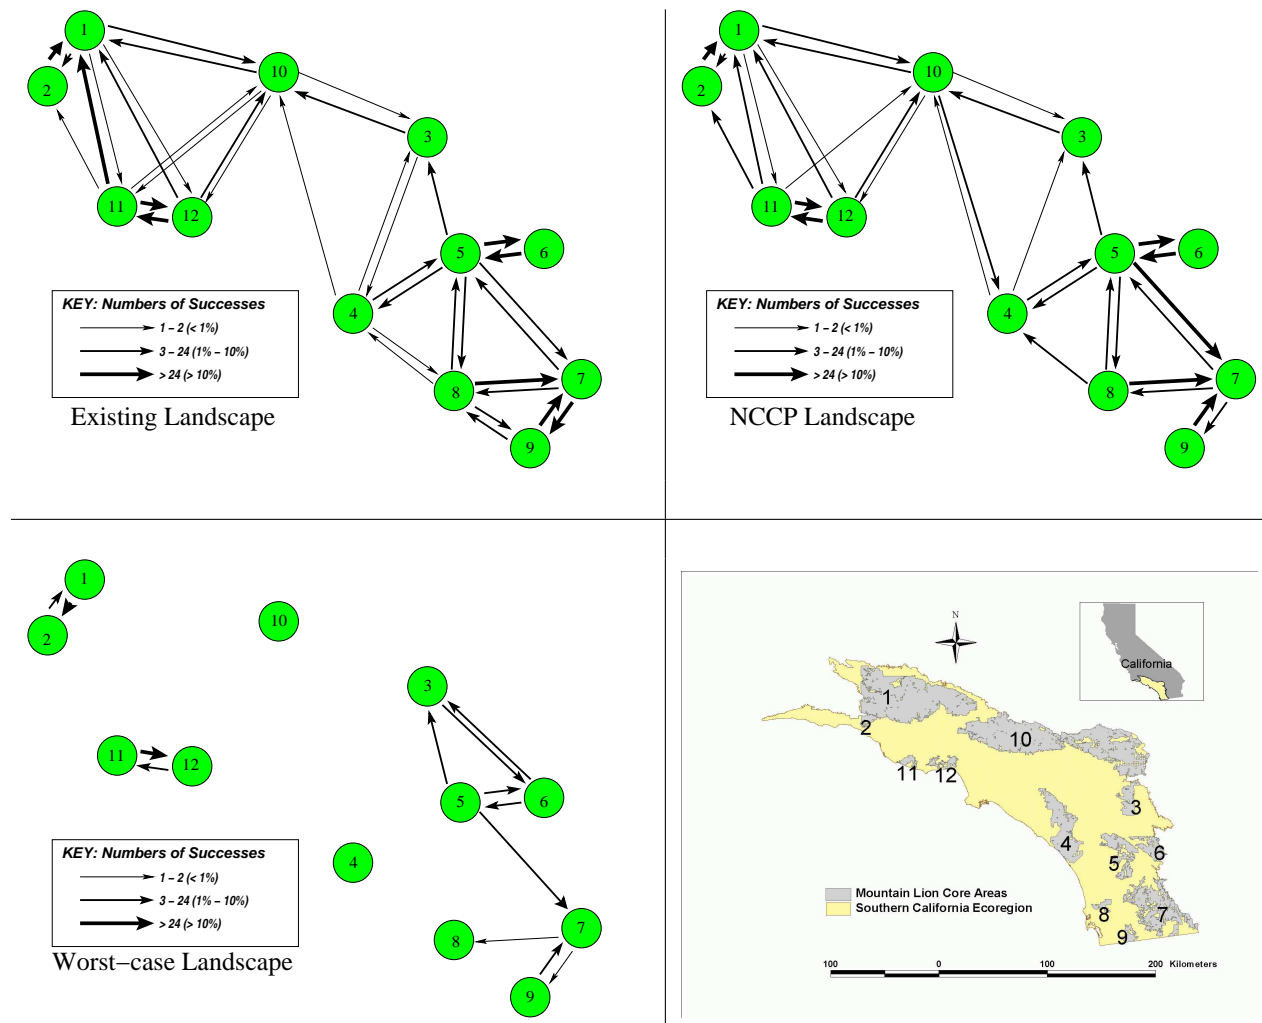 1
10
2
3
11
12
5
6
4
7
8
9
KEY: Numbers of Successes
1 – 2 (< 1%)
3 – 24 (1% – 10%)
> 24 (> 10%)
Existing Landscape
1
10
2
3
11
12
5
6
4
7
8
9
KEY: Numbers of Successes
1 – 2 (< 1%)
3 – 24 (1% – 10%)
> 24 (> 10%)
NCCP Landscape
1
2
10
3
11
12
5
6
4
7
8
9
KEY: Numbers of Successes
1 – 2 (< 1%)
3 – 24 (1% – 10%)
> 24 (> 10%)
Worst–case Landscape
N
California
1
2
10
11
12
3
4
5
6
8
7
9
Mountain Lion Core Areas
Southern California Ecoregion
100 0 100 200 Kilometers